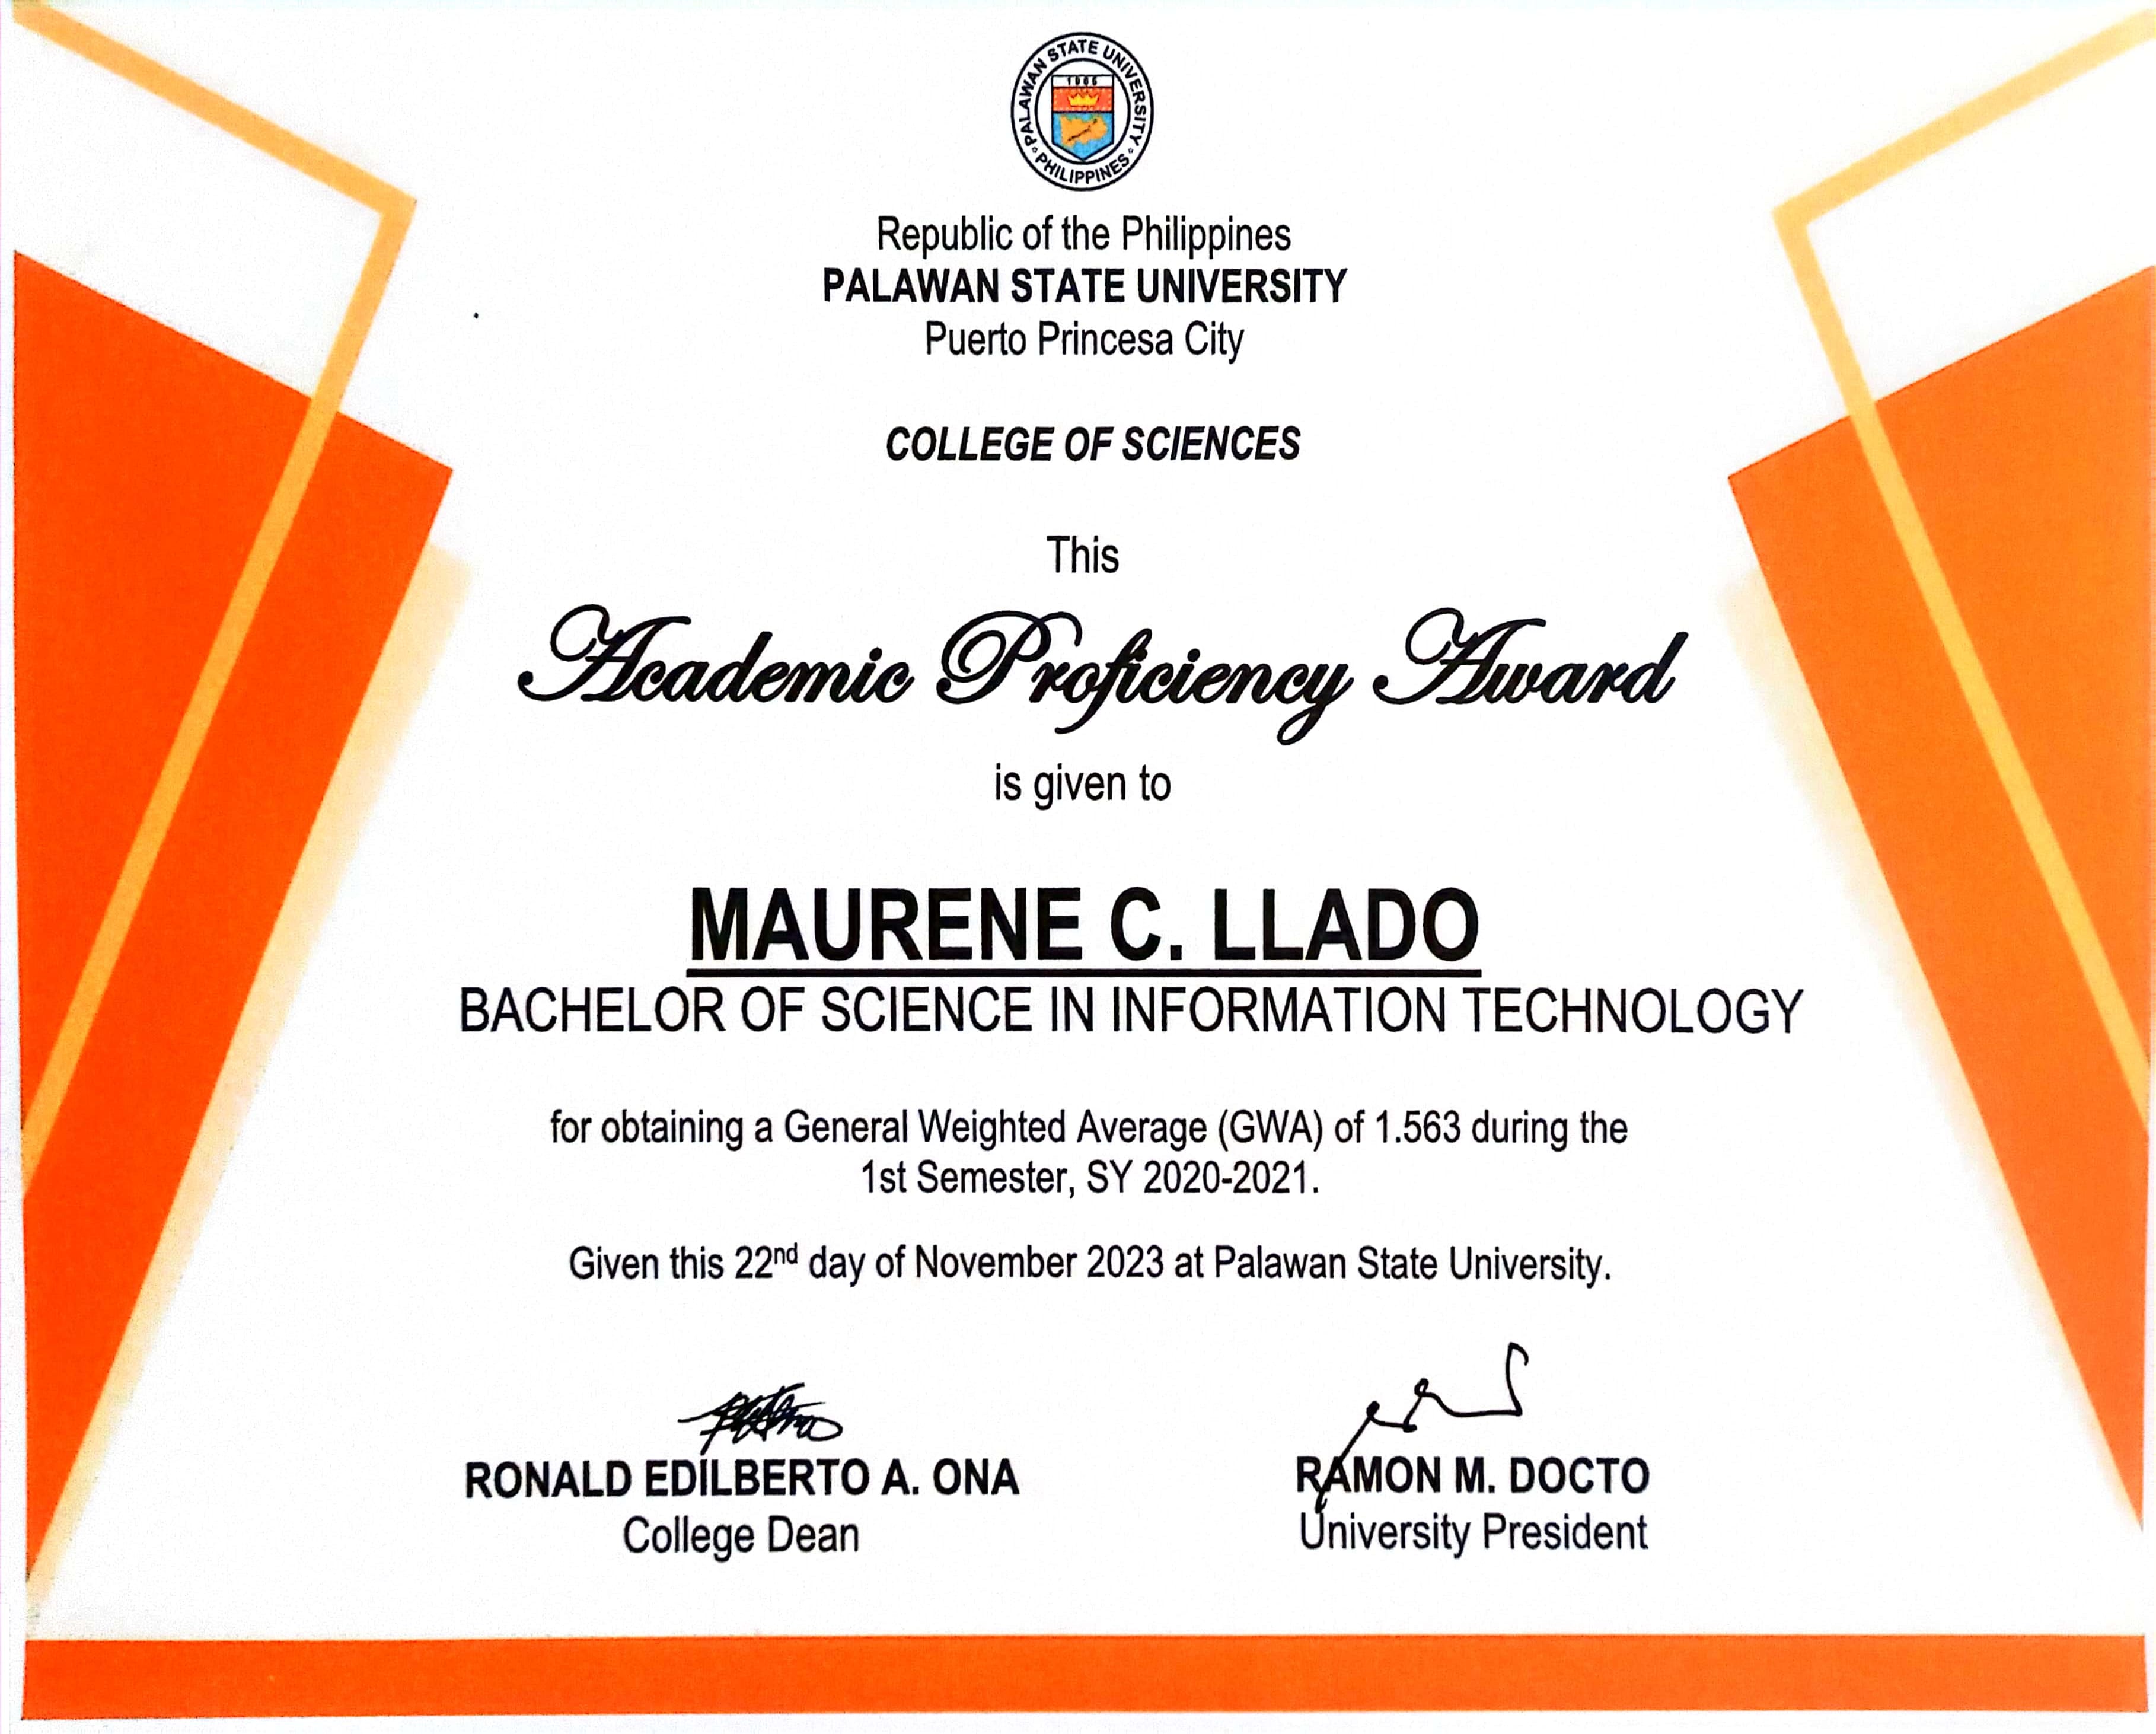 PALAWAN STATE UNIVERSITY
PHILIPPINES
1965
Republic of the Philippines
PALAWAN STATE UNIVERSITY
Puerto Princesa City
COLLEGE OF SCIENCES
This
Academic Proficiency Award
is given to
MAURENE C. LLADO
BACHELOR OF SCIENCE IN INFORMATION TECHNOLOGY
for obtaining a General Weighted Average (GWA) of 1.563 during the
1st Semester, SY 2020-2021.
Given this 22nd day of November 2023 at Palawan State University.
RONALD EDILBERTO A. ONA
College Dean
RAMON M. DOCTO
University President